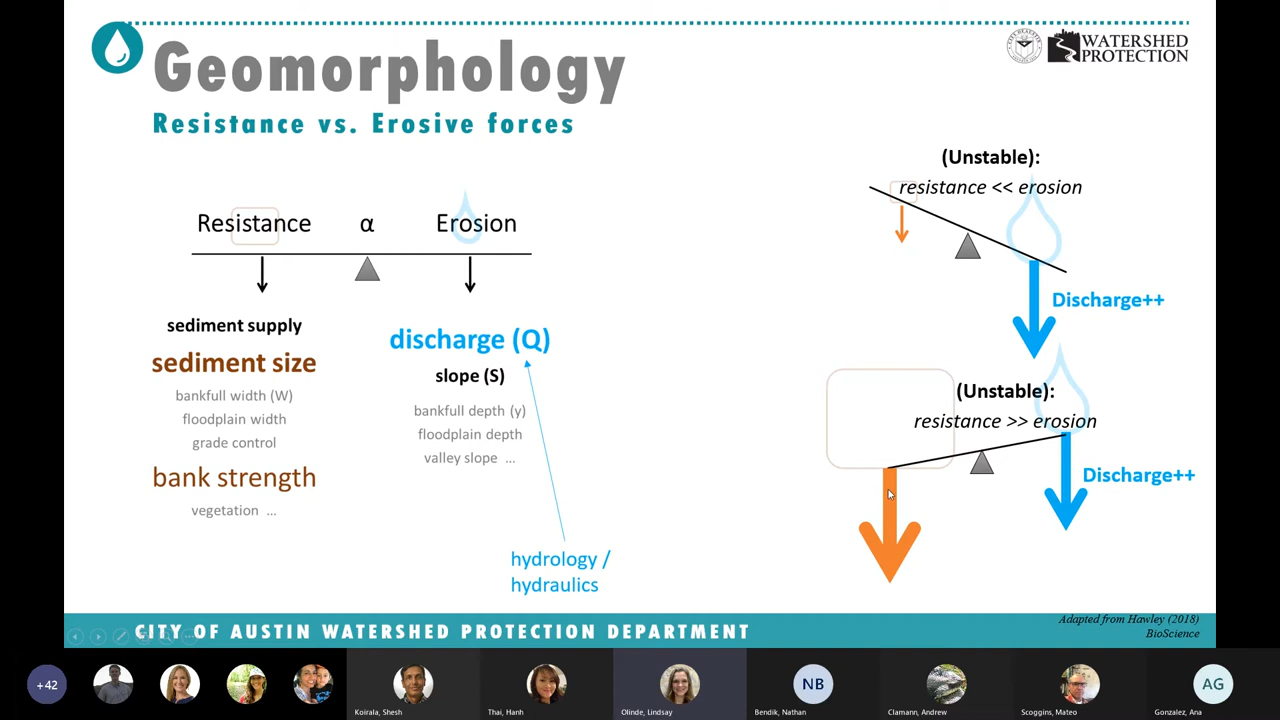 Geomorphology
Resistance vs. Erosive forces
WATERSHED
PROTECTION
Resistance α Erosion
sediment supply
sediment size
bankfull width (W)
floodplain width
grade control
bank strength
vegetation ...
discharge (Q)
slope (S)
bankfull depth (y)
floodplain depth
valley slope ...
hydrology /
hydraulics
(Unstable):
resistance << erosion
Discharge++
(Unstable):
resistance >> erosion
Discharge++
CITY OF AUSTIN WATERSHED PROTECTION DEPARTMENT
Adapted from Hawley (2018)
BioScience
+42
NB
AG
Koirala, Shesh
Thai, Hanh
Olinde, Lindsay
Bendik, Nathan
Clamann, Andrew
Scoggins, Mateo
Gonzalez, Ana